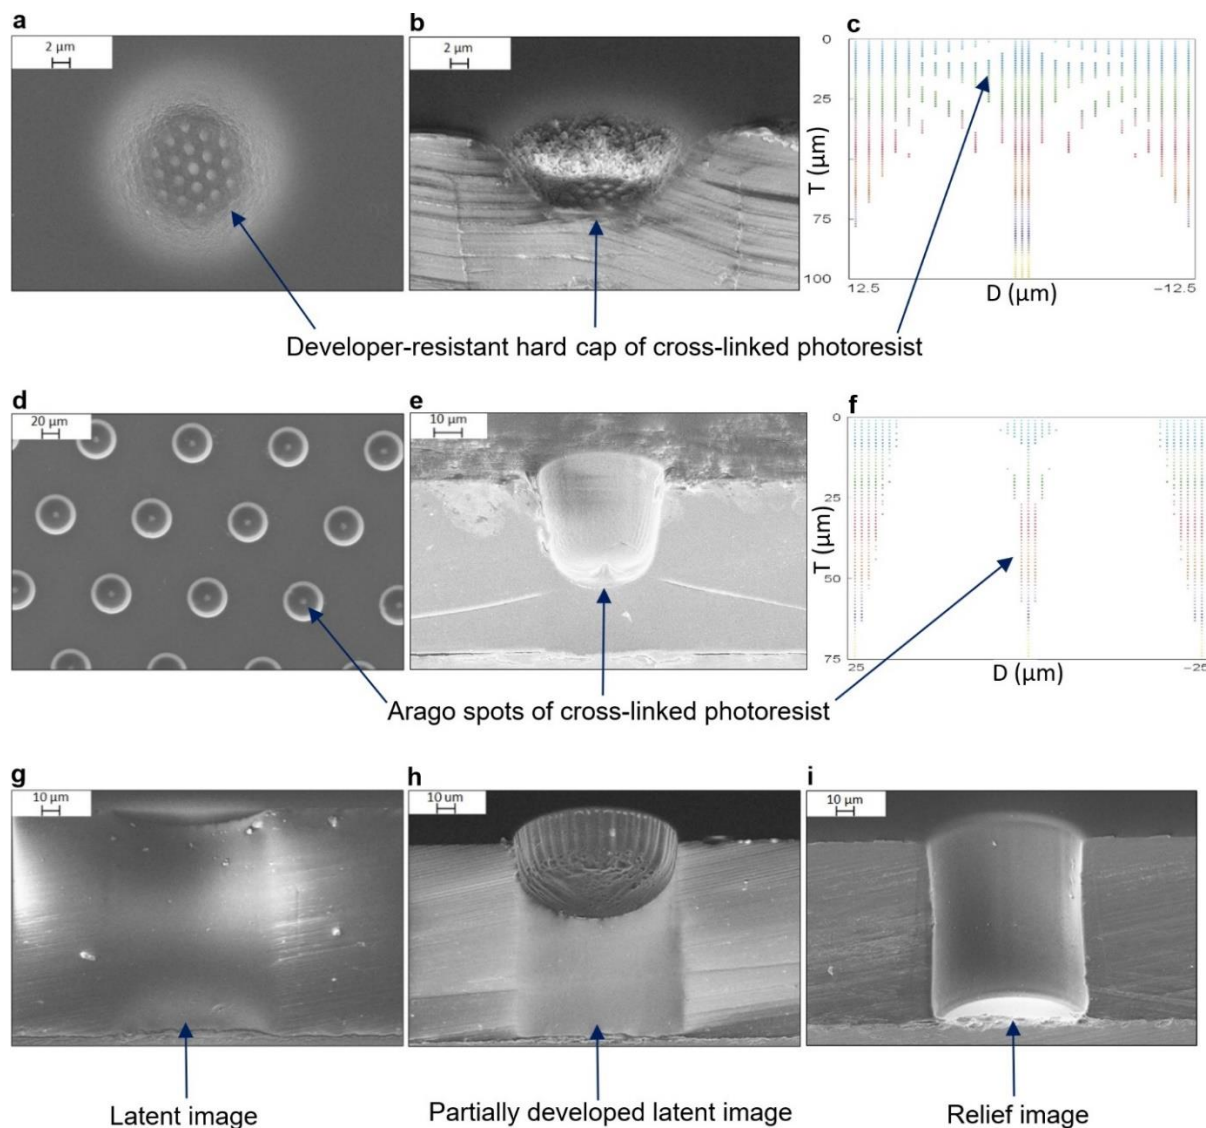 a
b
c
2 µm
2 µm
0
25
T (µm)
75
100
12.5
D (µm)
−12.5
Developer-resistant hard cap of cross-linked photoresist
d
e
f
20 µm
10 µm
0
25
T (µm)
50
75
25
D (µm)
−25
Arago spots of cross-linked photoresist
g
h
i
10 µm
10 um
10 µm
Latent image
Partially developed latent image
Relief image